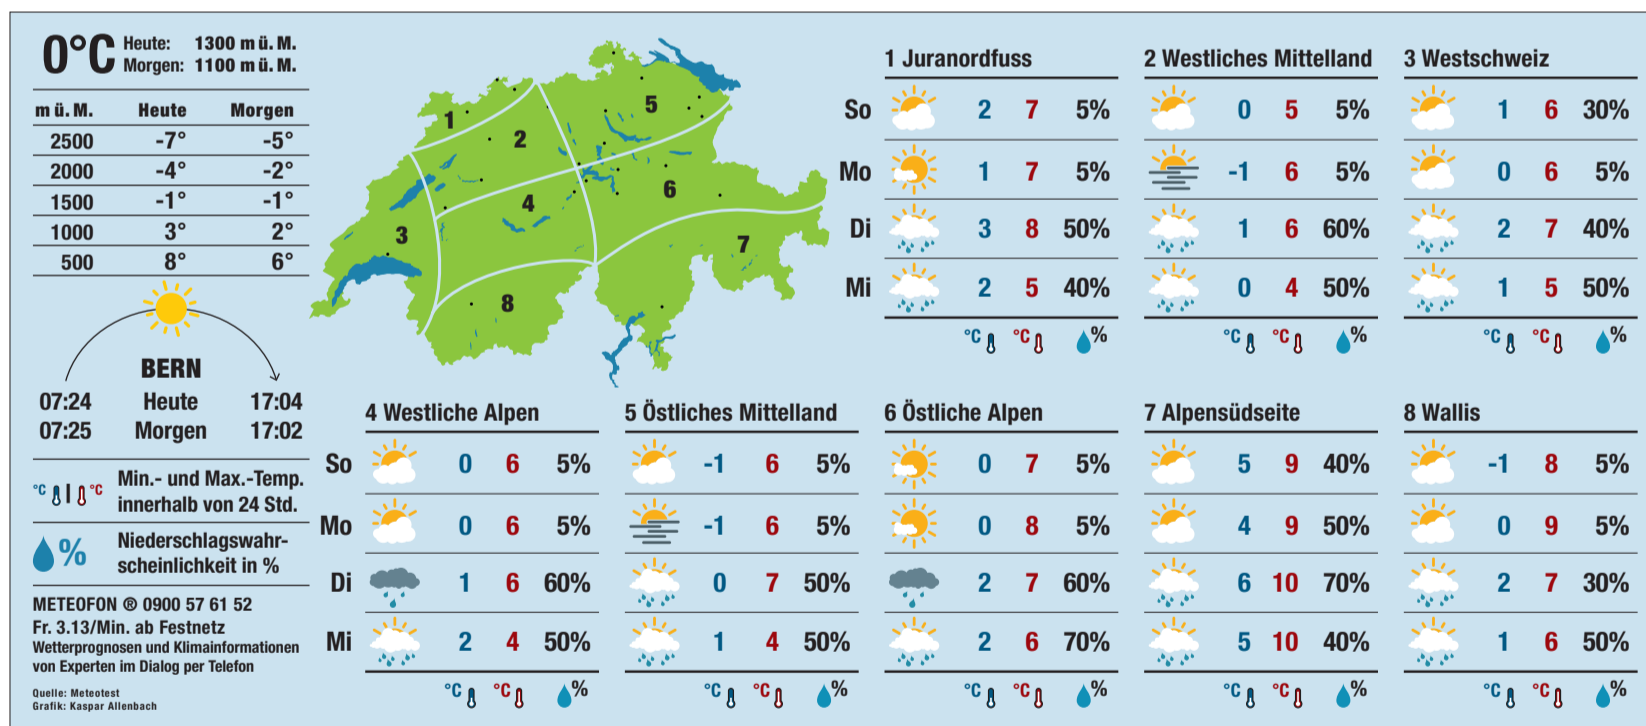 0°C
Heute: 1300 m ü. M.
Morgen: 1100 m ü. M.
m ü. M. Heute Morgen
2500 -7° -5°
2000 -4° -2°
1500 -1° -1°
1000 3° 2°
500 8° 6°
BERN
07:24 Heute 17:04
07:25 Morgen 17:02
°C | °C Min.- und Max.-Temp.
innerhalb von 24 Std.
% Niederschlagswahr-
scheinlichkeit in %
METEOFON ® 0900 57 61 52
Fr. 3.13/Min. ab Festnetz
Wetterprognosen und Klimainformationen
von Experten im Dialog per Telefon
Quelle: Meteotest
Grafik: Kaspar Allenbach
1
2
3
4
5
6
7
8
1 Juranordfuss 2 Westliches Mittelland 3 Westschweiz
So 2 7 5% 0 5 5% 1 6 30%
Mo 1 7 5% -1 6 5% 0 6 5%
Di 3 8 50% 1 6 60% 2 7 40%
Mi 2 5 40% 0 4 50% 1 5 50%
°C °C % °C °C % °C °C %
4 Westliche Alpen 5 Östliches Mittelland 6 Östliche Alpen 7 Alpensüdseite 8 Wallis
So 0 6 5% -1 6 5% 0 7 5% 5 9 40% -1 8 5%
Mo 0 6 5% -1 6 5% 0 8 5% 4 9 50% 0 9 5%
Di 1 6 60% 0 7 50% 2 7 60% 6 10 70% 2 7 30%
Mi 2 4 50% 1 4 50% 2 6 70% 5 10 40% 1 6 50%
°C °C % °C °C % °C °C % °C °C % °C °C %